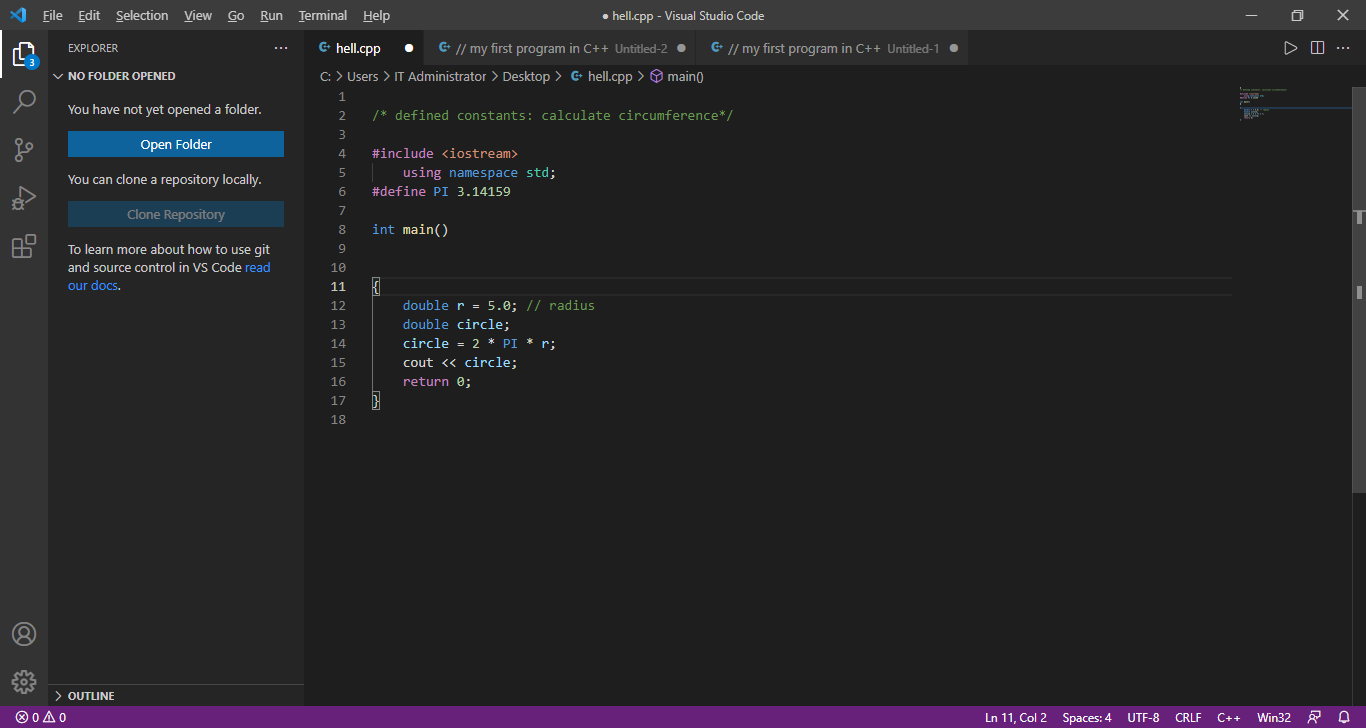 File Edit Selection View Go Run Terminal Help
● hell.cpp - Visual Studio Code
EXPLORER
NO FOLDER OPENED
You have not yet opened a folder.
Open Folder
You can clone a repository locally.
Clone Repository
To learn more about how to use git
and source control in VS Code read
our docs.
OUTLINE
3
hell.cpp ● // my first program in C++ Untitled-2 ● // my first program in C++ Untitled-1 ●
C: > Users > IT Administrator > Desktop > hell.cpp > main()
1
2 /* defined constants: calculate circumference*/
3
4 #include <iostream>
5 using namespace std;
6 #define PI 3.14159
7
8 int main()
9
10
11 {
12 double r = 5.0; // radius
13 double circle;
14 circle = 2 * PI * r;
15 cout << circle;
16 return 0;
17 }
18
0 0 Ln 11, Col 2 Spaces: 4 UTF-8 CRLF C++ Win32